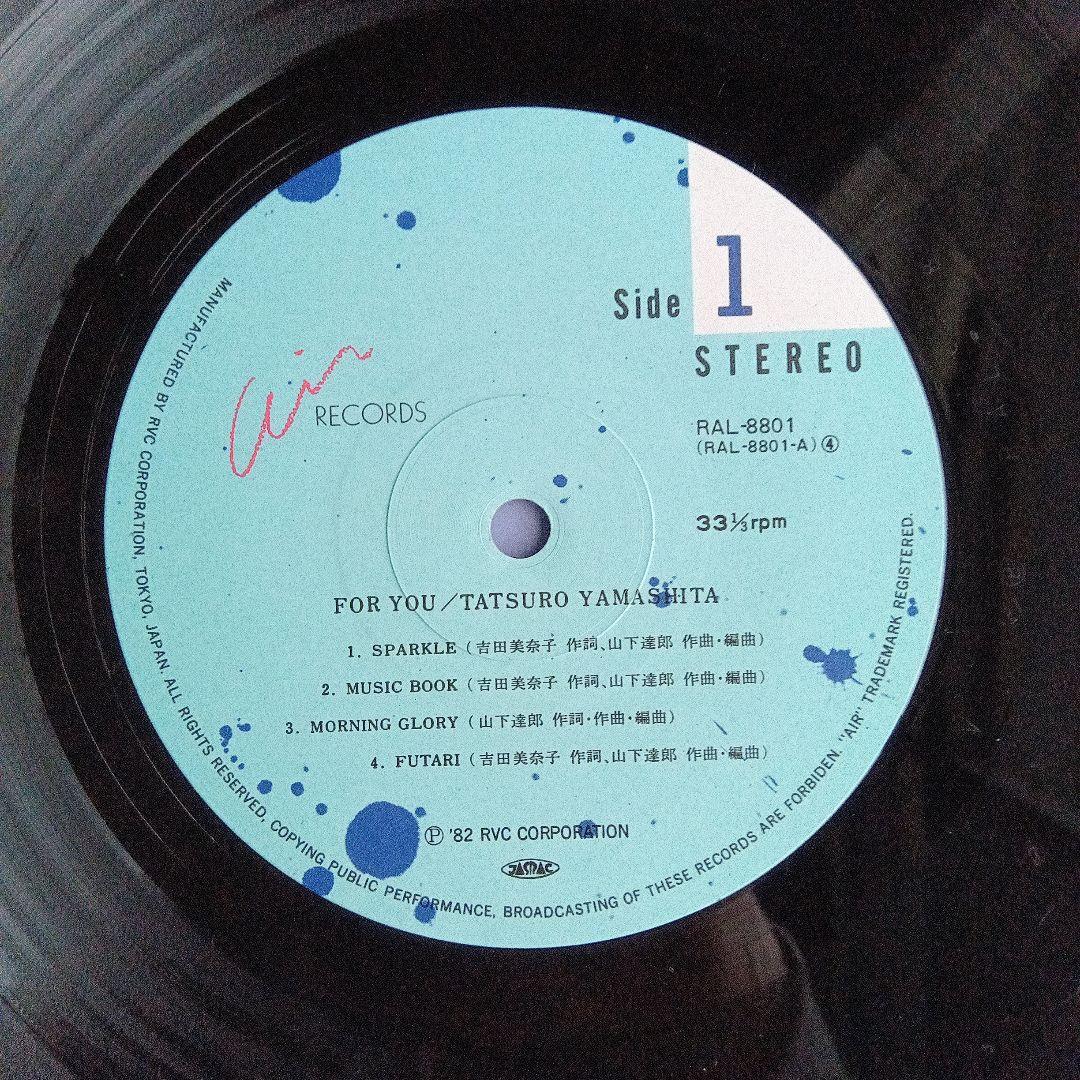 Side 1
STEREO
Air RECORDS
RAL-8801
(RAL-8801-A)④
33⅓rpm
FOR YOU/TATSURO YAMASHITA
1. SPARKLE (吉田美奈子 作詞、山下達郎 作曲・編曲)
2. MUSIC BOOK (吉田美奈子 作詞、山下達郎 作曲・編曲)
3. MORNING GLORY (山下達郎 作詞・作曲・編曲)
4. FUTARI (吉田美奈子 作詞、山下達郎 作曲・編曲)
Ⓟ '82 RVC CORPORATION
JASRAC
MANUFACTURED BY RVC CORPORATION, TOKYO, JAPAN. ALL RIGHTS RESERVED, COPYING PUBLIC PERFORMANCE, BROADCASTING OF THESE RECORDS ARE FORBIDEN. "AIR" TRADEMARK REGISTERED.